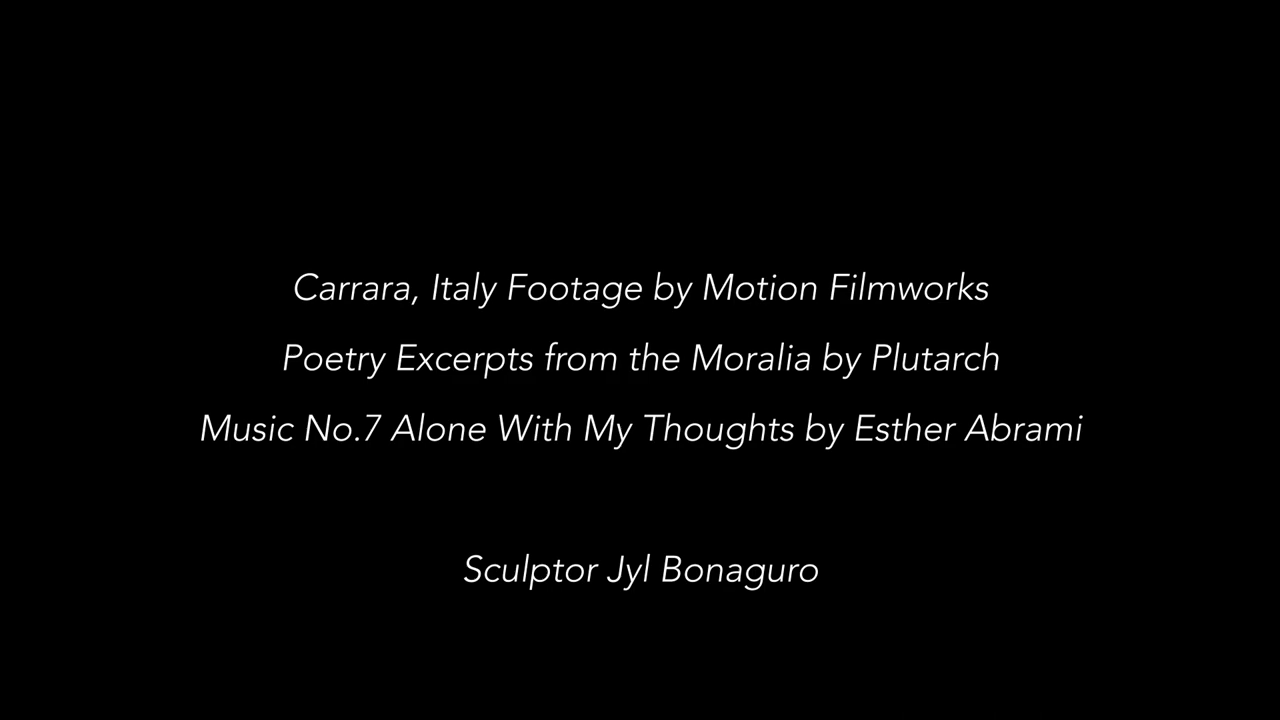 Carrara, Italy Footage by Motion Filmworks
Poetry Excerpts from the Moralia by Plutarch
Music No.7 Alone With My Thoughts by Esther Abrami
Sculptor Jyl Bonaguro